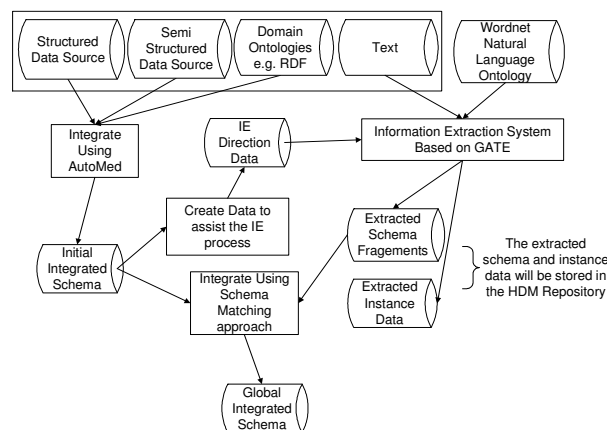 Structured
Data Source
Semi
Structured
Data Source
Domain
Ontologies
e.g. RDF
Text
Wordnet
Natural
Language
Ontology
Integrate
Using
AutoMed
IE
Direction
Data
Information Extraction System
Based on GATE
Create Data to
assist the IE
process
Extracted
Schema
Fragements
Initial
Integrated
Schema
Integrate Using
Schema
Matching
approach
Extracted
Instance
Data
The extracted
schema and instance
data will be stored in
the HDM Repository
Global
Integrated
Schema